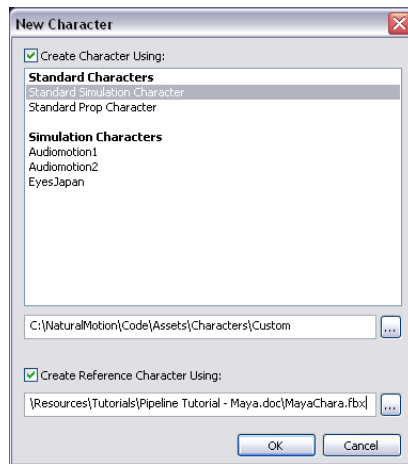 New Character
Create Character Using:
Standard Characters
Standard Simulation Character
Standard Prop Character
Simulation Characters
Audiomotion1
Audiomotion2
EyesJapan
C:\NaturalMotion\Code\Assets\Characters\Custom
...
Create Reference Character Using:
\Resources\Tutorials\Pipeline Tutorial - Maya.doc\MayaChara.fbx
...
OK Cancel